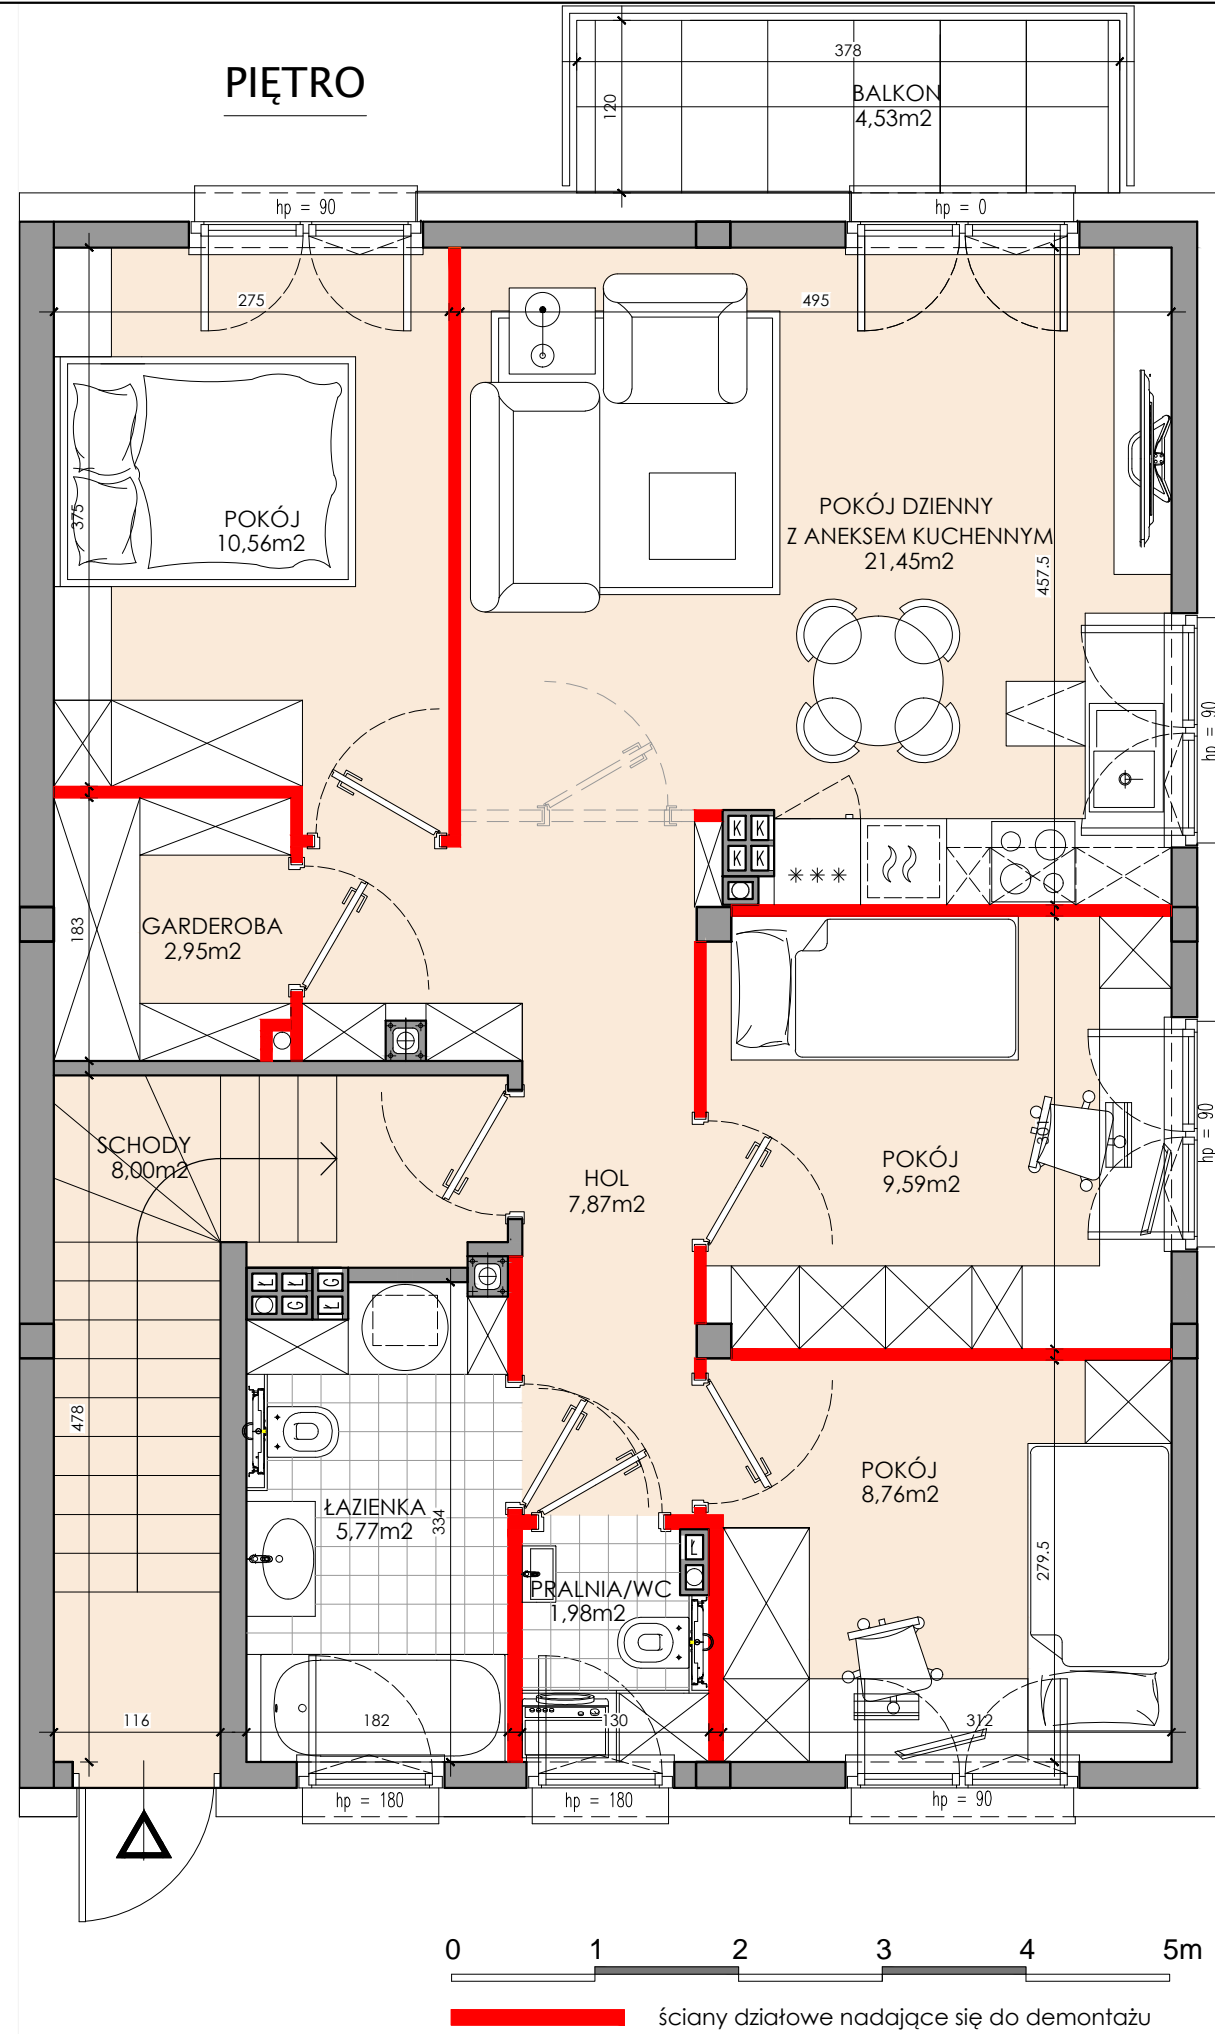 PIĘTRO
378
BALKON
4,53m2
120
hp = 90
hp = 0
275
495
POKÓJ
10,56m2
375
POKÓJ DZIENNY
Z ANEKSEM KUCHENNYM
21,45m2
457.5
hp = 90
K K
K K
GARDEROBA
2,95m2
183
SCHODY
8,00m2
HOL
7,87m2
POKÓJ
9,59m2
301
hp = 90
Ł Ł G
G Ł
478
ŁAZIENKA
5,77m2
334
POKÓJ
8,76m2
279.5
Ł
PRALNIA/WC
1,98m2
116
182
130
312
hp = 180
hp = 180
hp = 90
0 1 2 3 4 5m
ściany działowe nadające się do demontażu